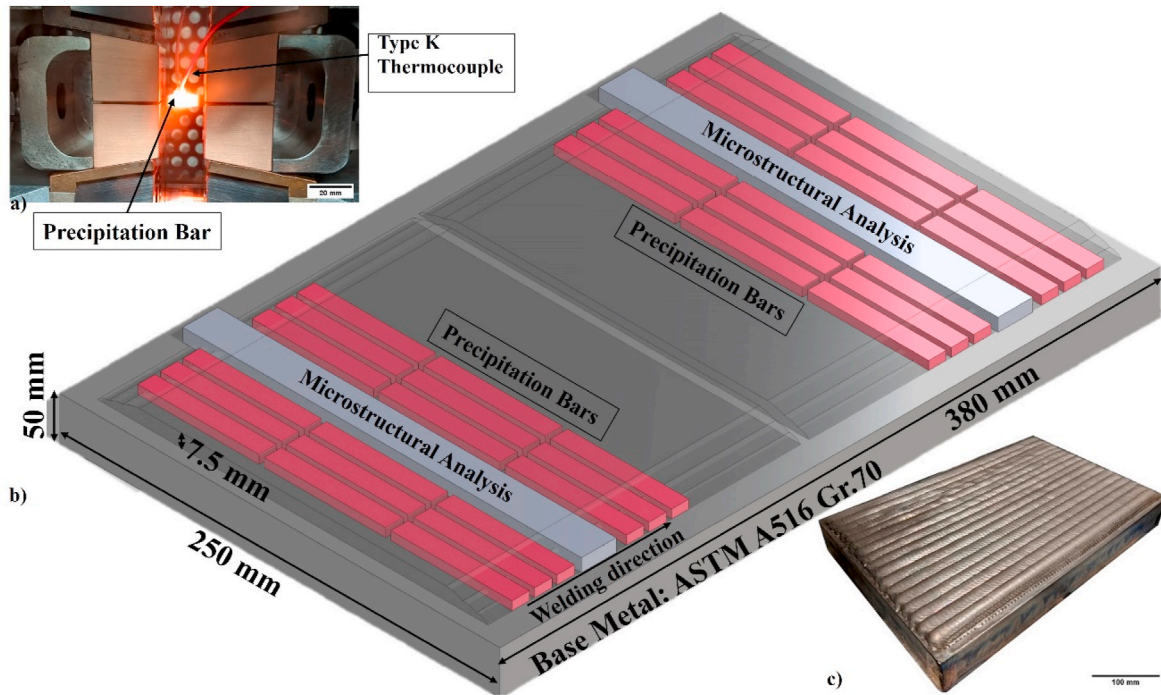 a)
Type K
Thermocouple
20 mm
Precipitation Bar
Microstructural Analysis
Precipitation Bars
Precipitation Bars
Microstructural Analysis
50 mm
7.5 mm
380 mm
b)
250 mm
Welding direction
Base Metal: ASTM A516 Gr.70
c)
100 mm